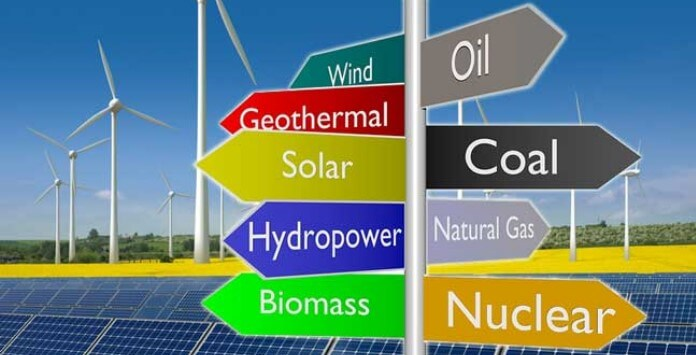 Wind
Geothermal
Solar
Hydropower
Biomass
Oil
Coal
Natural Gas
Nuclear